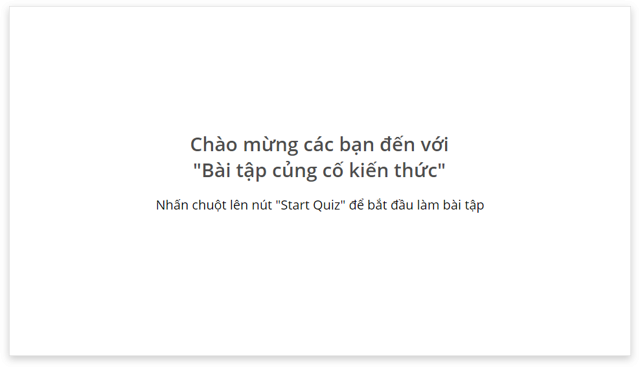 Chào mừng các bạn đến với
"Bài tập củng cố kiến thức"
Nhấn chuột lên nút "Start Quiz" để bắt đầu làm bài tập